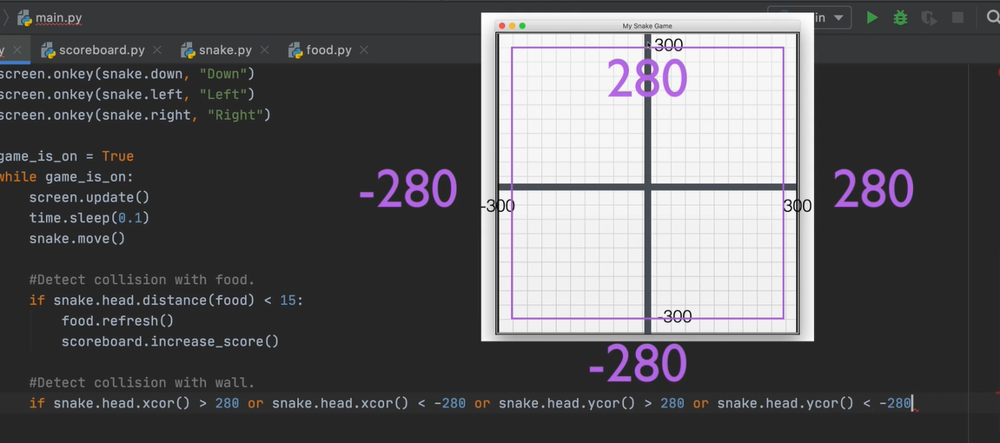 main.py
in
scoreboard.py
snake.py
food.py
screen.onkey(snake.down, "Down")
screen.onkey(snake.left, "Left")
screen.onkey(snake.right, "Right")
game_is_on = True
while game_is_on:
screen.update()
time.sleep(0.1)
snake.move()
#Detect collision with food.
if snake.head.distance(food) < 15:
food.refresh()
scoreboard.increase_score()
#Detect collision with wall.
if snake.head.xcor() > 280 or snake.head.xcor() < -280 or snake.head.ycor() > 280 or snake.head.ycor() < -280
My Snake Game
300
280
-280
280
-300
300
-300
-280